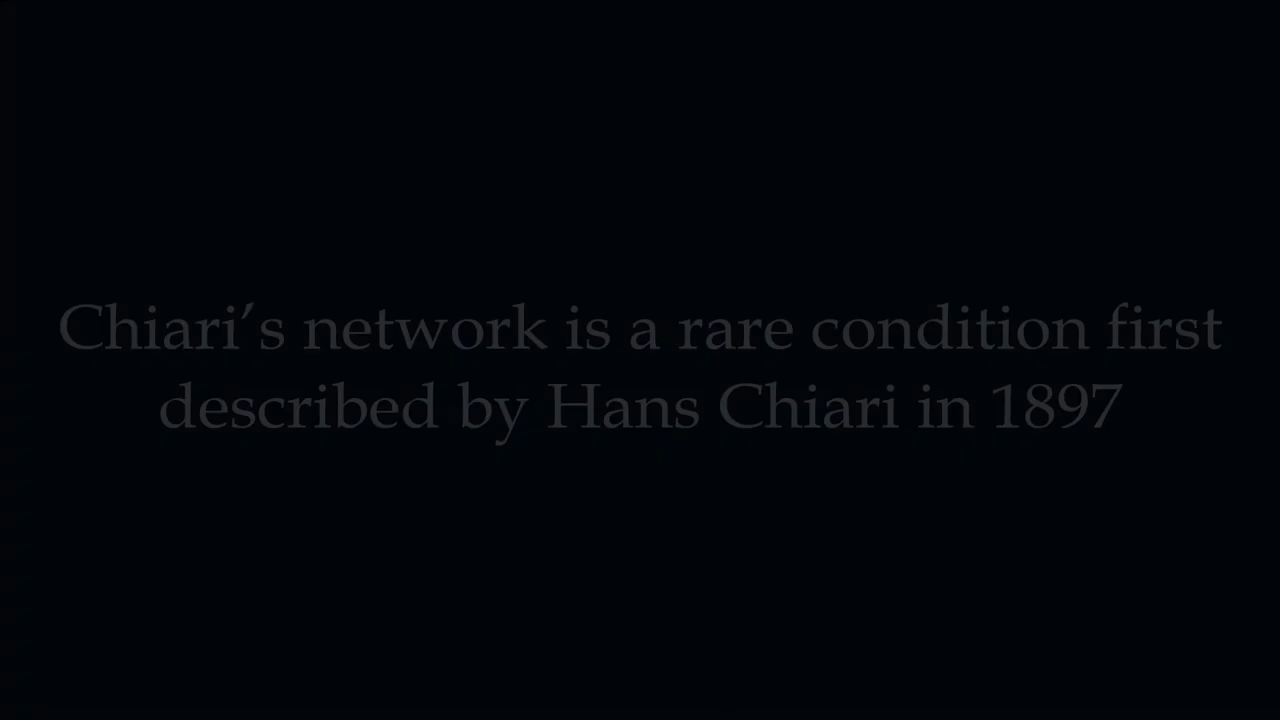 Chiari’s network is a rare condition first
described by Hans Chiari in 1897